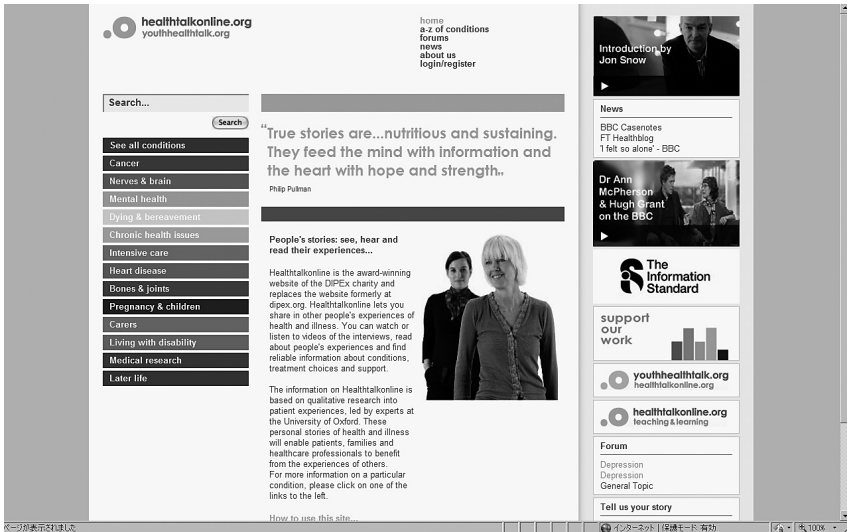 healthtalkonline.org
youthhealthtalk.org
home
a-z of conditions
forums
news
about us
login/register
Search...
Search
See all conditions
Cancer
Nerves & brain
Mental health
Dying & bereavement
Chronic health issues
Intensive care
Heart disease
Bones & joints
Pregnancy & children
Carers
Living with disability
Medical research
Later life
“True stories are...nutritious and sustaining.
They feed the mind with information and
the heart with hope and strength„
Philip Pullman
People's stories: see, hear and
read their experiences...
Healthtalkonline is the award-winning
website of the DIPEx charity and
replaces the website formerly at
dipex.org. Healthtalkonline lets you
share in other people's experiences of
health and illness. You can watch or
listen to videos of the interviews, read
about people's experiences and find
reliable information about conditions,
treatment choices and support.
The information on Healthtalkonline is
based on qualitative research into
patient experiences, led by experts at
the University of Oxford. These
personal stories of health and illness
will enable patients, families and
healthcare professionals to benefit
from the experiences of others.
For more information on a particular
condition, please click on one of the
links to the left.
How to use this site...
Introduction by
Jon Snow
News
BBC Casenotes
FT Healthblog
'I felt so alone' - BBC
Dr Ann
McPherson
& Hugh Grant
on the BBC
The
Information
Standard
support
our
work
youthhealthtalk.org
healthtalkonline.org
healthtalkonline.org
teaching & learning
Forum
Depression
Depression
General Topic
Tell us your story
ページが表示されました
インターネット | 保護モード: 有効
100%